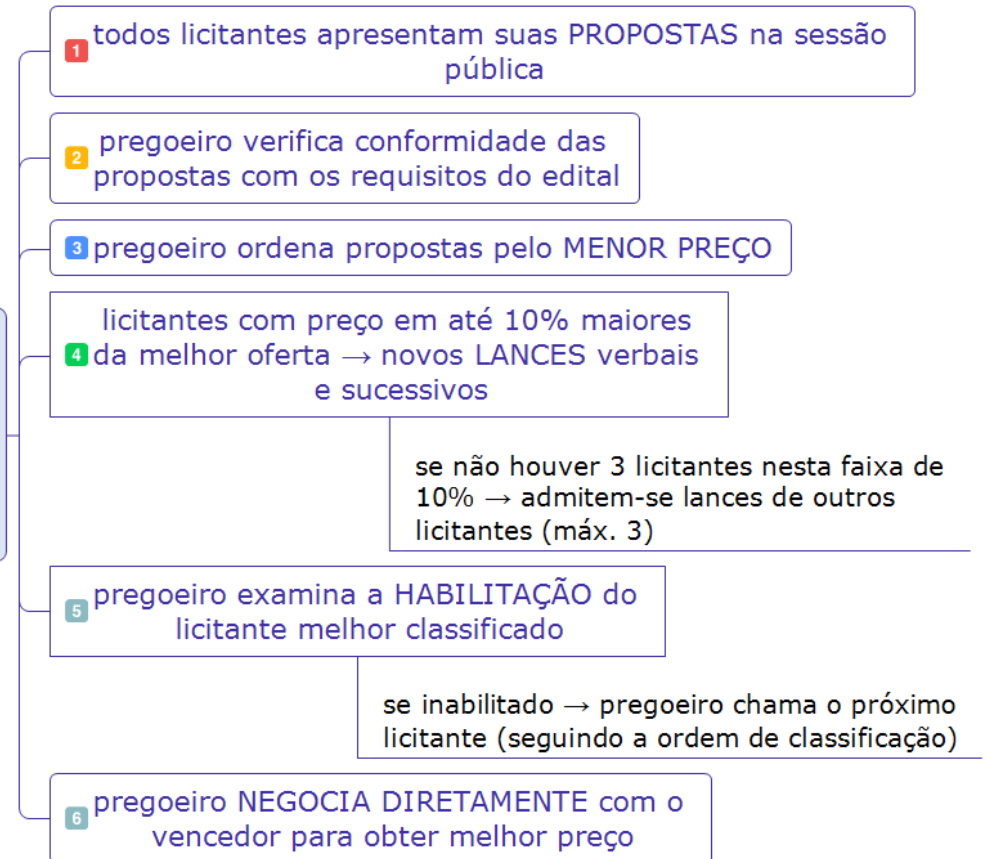 todos licitantes apresentam suas PROPOSTAS na sessão
1
pública
pregoeiro verifica conformidade das
2
propostas com os requisitos do edital
3 pregoeiro ordena propostas pelo MENOR PREÇO
licitantes com preço em até 10% maiores
4 da melhor oferta → novos LANCES verbais
e sucessivos
se não houver 3 licitantes nesta faixa de
10% → admitem-se lances de outros
licitantes (máx. 3)
pregoeiro examina a HABILITAÇÃO do
5
licitante melhor classificado
se inabilitado → pregoeiro chama o próximo
licitante (seguindo a ordem de classificação)
pregoeiro NEGOCIA DIRETAMENTE com o
6
vencedor para obter melhor preço